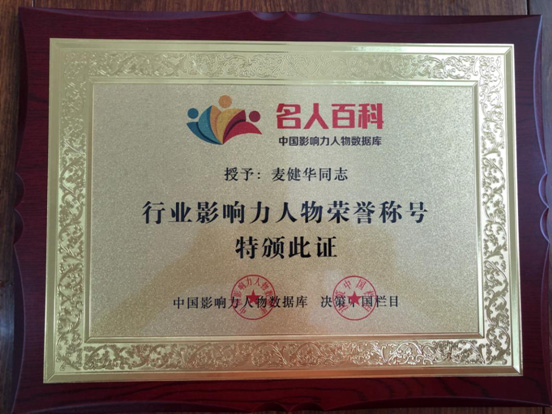 名人百科
中国影响力人物数据库
授予：麦健华同志
行业影响力人物荣誉称号
特颁此证
中国影响力人物数据库 决策中国栏目